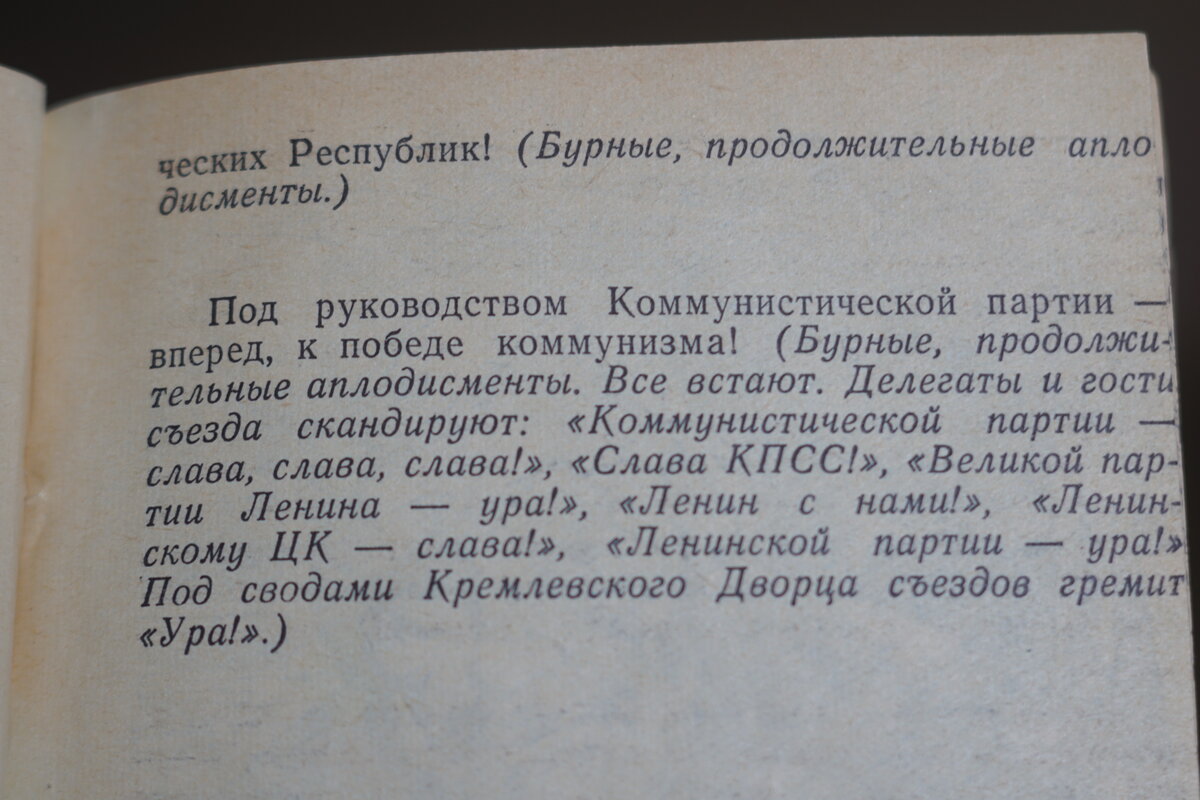 ческих Республик! (Бурные, продолжительные апло
дисменты.)
Под руководством Коммунистической партии —
вперед, к победе коммунизма! (Бурные, продолжи-
тельные аплодисменты. Все встают. Делегаты и гости
съезда скандируют: «Коммунистической партии —
слава, слава, слава!», «Слава КПСС!», «Великой пар-
тии Ленина — ура!», «Ленин с нами!», «Ленин-
скому ЦК — слава!», «Ленинской партии — ура!»
Под сводами Кремлевского Дворца съездов гремит
«Ура!».)